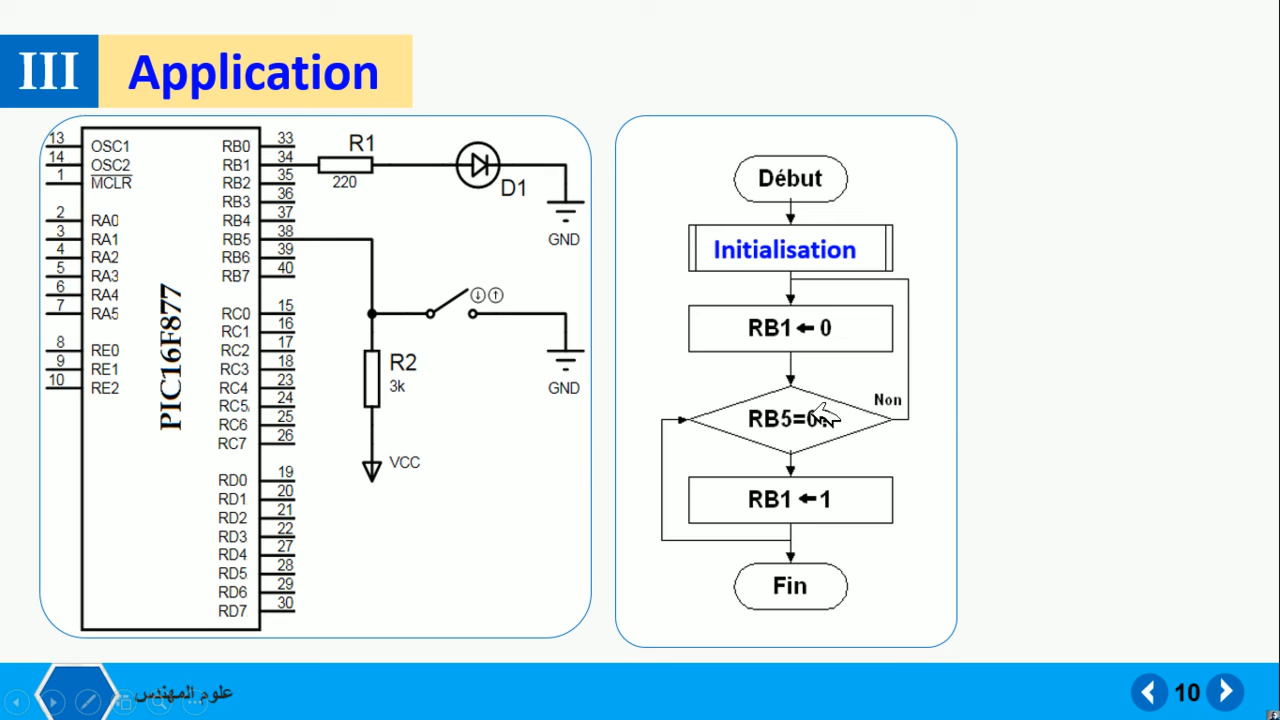 III
Application
13
OSC1
14
OSC2
1
MCLR
2
RA0
3
RA1
4
RA2
5
RA3
6
RA4
7
RA5
8
RE0
9
RE1
10
RE2
PIC16F877
RB0
33
RB1
34
RB2
35
RB3
36
RB4
37
RB5
38
RB6
39
RB7
40
RC0
15
RC1
16
RC2
17
RC3
18
RC4
23
RC5
24
RC6
25
RC7
26
RD0
19
RD1
20
RD2
21
RD3
22
RD4
27
RD5
28
RD6
29
RD7
30
R1
220
D1
GND
R2
3k
GND
VCC
Début
Initialisation
RB1 ← 0
Non
RB5=
RB1 ← 1
Fin
علوم المهندس
10